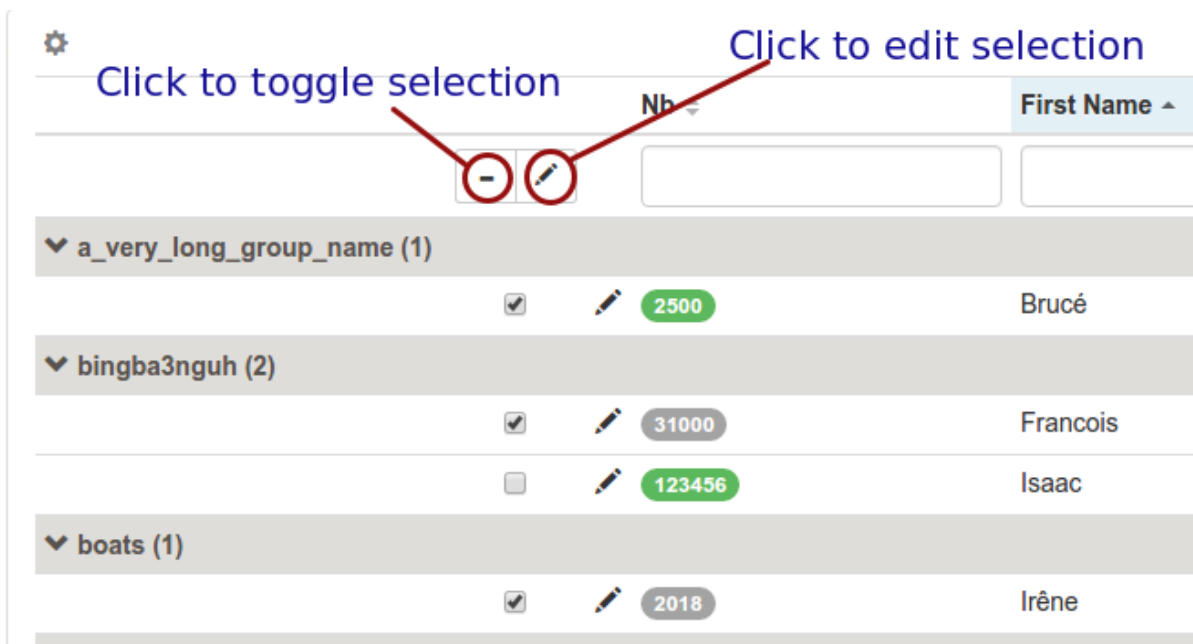 Click to edit selection
Click to toggle selection
Nb First Name
a_very_long_group_name (1)
2500 Brucé
bingba3nguh (2)
31000 Francois
123456 Isaac
boats (1)
2018 Irêne